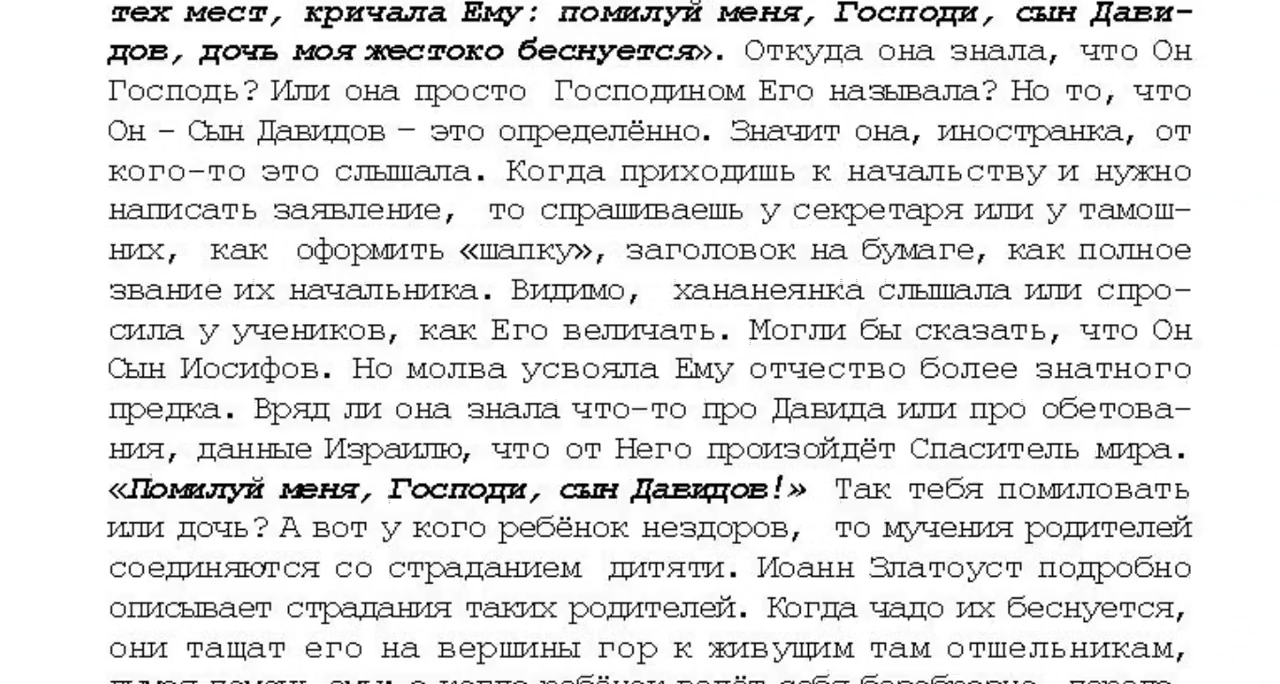 тех мест, кричала Ему: помилуй меня, Господи, сын Дави-
дов, дочь моя жестоко беснуется». Откуда она знала, что Он
Господь? Или она просто Господином Его называла? Но то, что
Он – Сын Давидов – это определённо. Значит она, иностранка, от
кого-то это слышала. Когда приходишь к начальству и нужно
написать заявление, то спрашиваешь у секретаря или у тамош-
них, как оформить «шапку», заголовок на бумаге, как полное
звание их начальника. Видимо, хананеянка слышала или спро-
сила у учеников, как Его величать. Могли бы сказать, что Он
Сын Иосифов. Но молва усвояла Ему отчество более знатного
предка. Вряд ли она знала что-то про Давида или про обетова-
ния, данные Израилю, что от Него произойдёт Спаситель мира.
«Помилуй меня, Господи, сын Давидов!» Так тебя помиловать
или дочь? А вот у кого ребёнок нездоров, то мучения родителей
соединяются со страданием дитяти. Иоанн Златоуст подробно
описывает страдания таких родителей. Когда чадо их беснуется,
они тащат его на вершины гор к живущим там отшельникам,